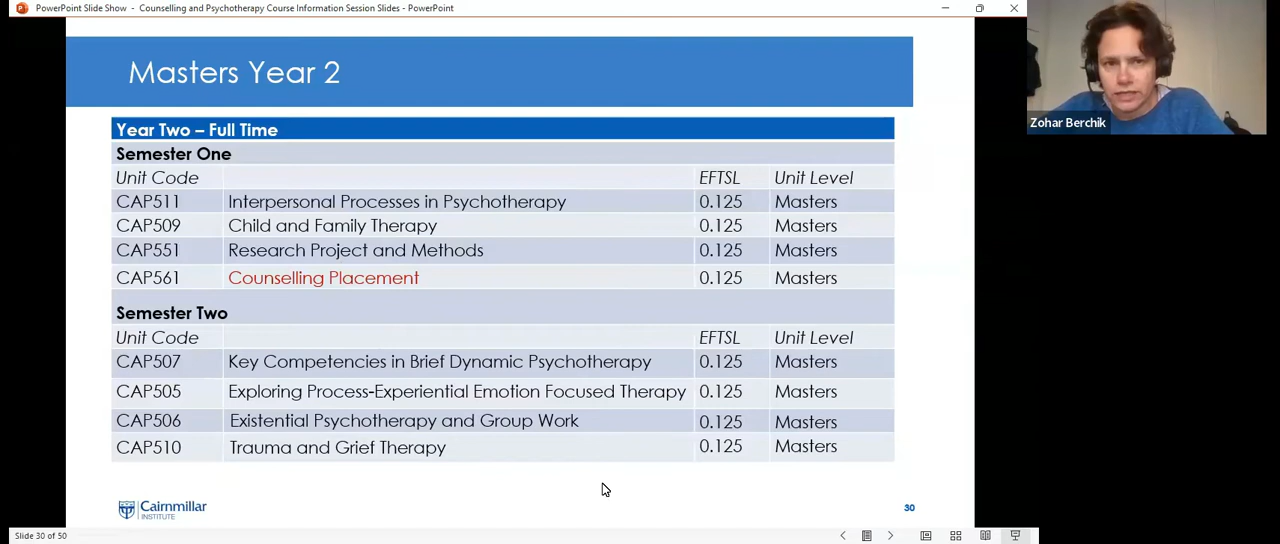 PowerPoint Slide Show - Counselling and Psychotherapy Course Information Session Slides - PowerPoint
Masters Year 2
Year Two – Full Time
Semester One
Unit Code EFTSL Unit Level
CAP511 Interpersonal Processes in Psychotherapy 0.125 Masters
CAP509 Child and Family Therapy 0.125 Masters
CAP551 Research Project and Methods 0.125 Masters
CAP561 Counselling Placement 0.125 Masters
Semester Two
Unit Code EFTSL Unit Level
CAP507 Key Competencies in Brief Dynamic Psychotherapy 0.125 Masters
CAP505 Exploring Process-Experiential Emotion Focused Therapy 0.125 Masters
CAP506 Existential Psychotherapy and Group Work 0.125 Masters
CAP510 Trauma and Grief Therapy 0.125 Masters
Cairnmillar
INSTITUTE
30
Slide 30 of 50
Zohar Berchik